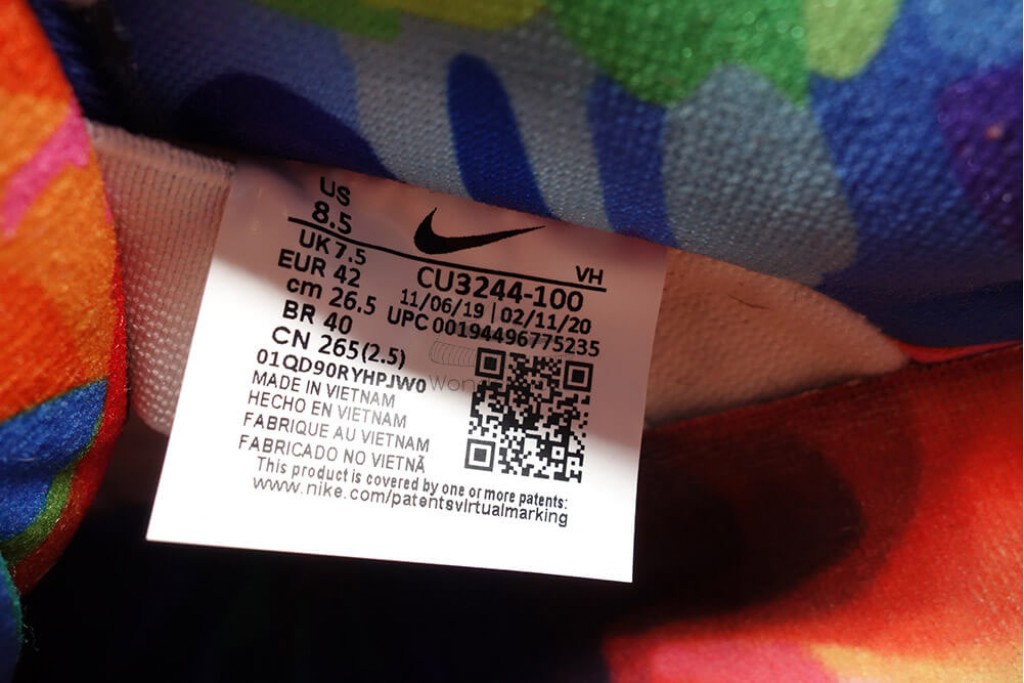 US
8.5
UK 7.5
EUR 42
cm 26.5
BR 40
CN 265(2.5)
VH
CU3244-100
11/06/19 | 02/11/20
UPC 00194496775235
01QD90RYHPJW0
MADE IN VIETNAM
HECHO EN VIETNAM
FABRIQUE AU VIETNAM
FABRICADO NO VIETNÃ
This product is covered by one or more patents:
www.nike.com/patentsvirtualmarking